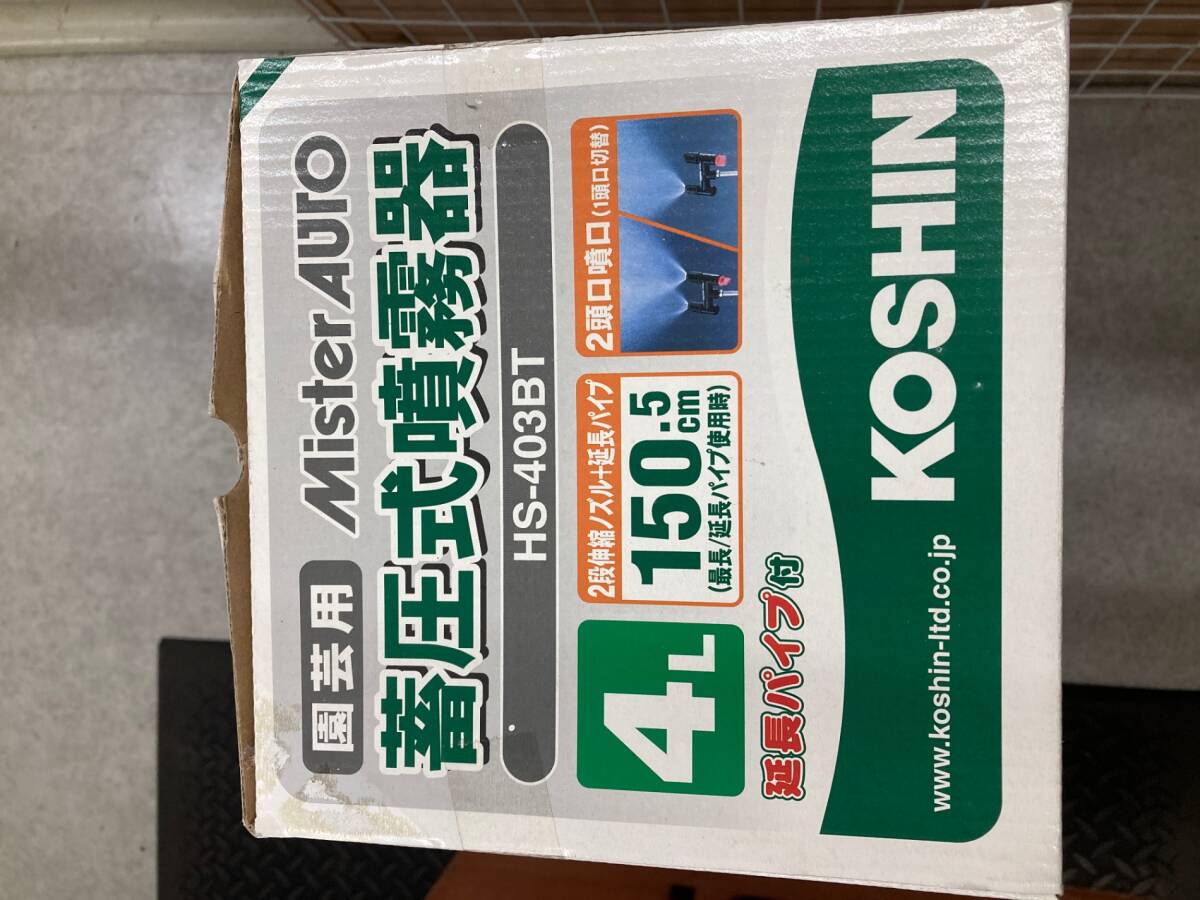 園芸用 MisterAUTO
蓄圧式噴霧器
HS-403BT
4L
2段伸縮ノズル+延長パイプ
150.5cm
(最長/延長パイプ使用時)
2頭口噴口(1頭口切替)
延長パイプ付
www.koshin-ltd.co.jp
KOSHIN